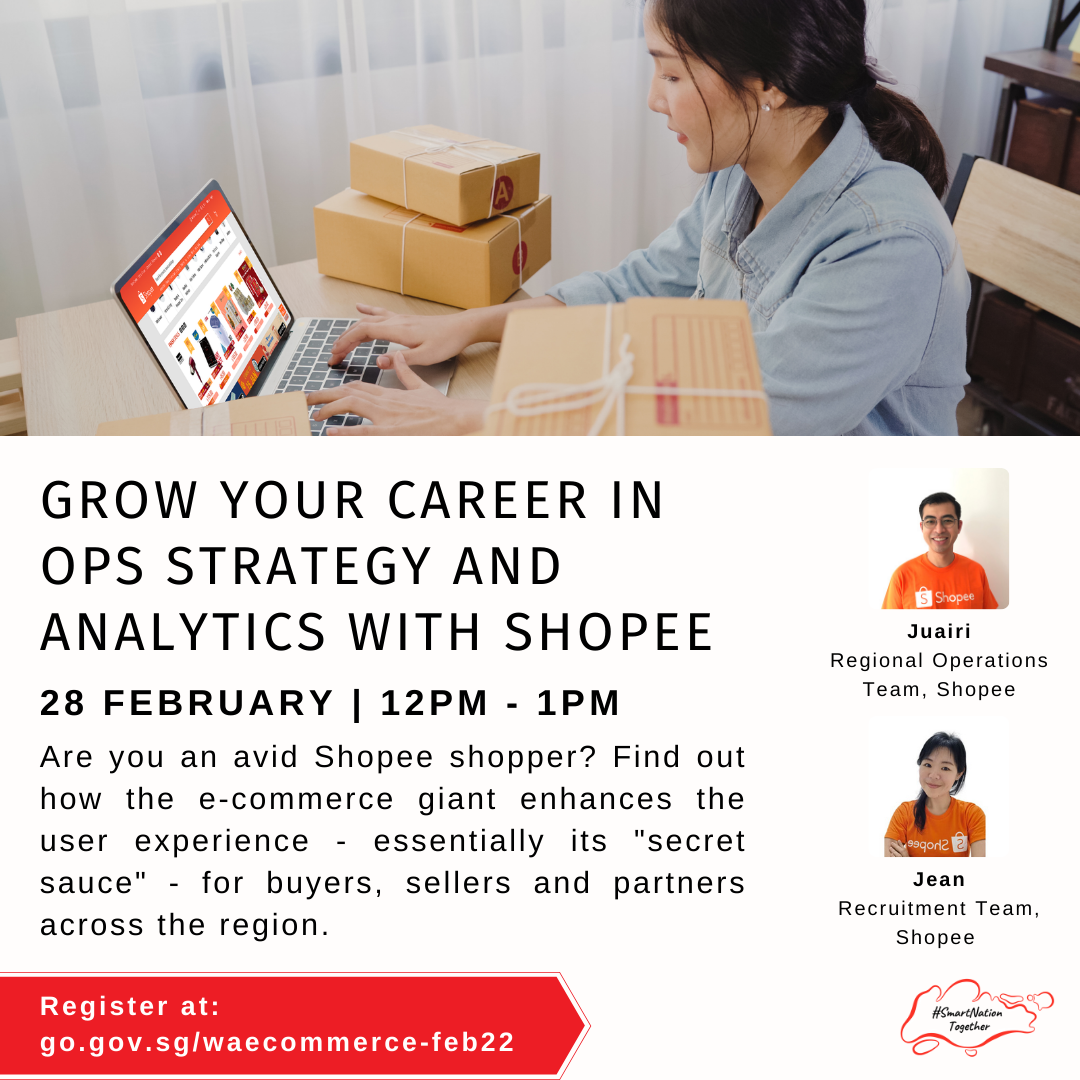 GROW YOUR CAREER IN
OPS STRATEGY AND
ANALYTICS WITH SHOPEE
28 FEBRUARY | 12PM - 1PM
Are you an avid Shopee shopper? Find out
how the e-commerce giant enhances the
user experience - essentially its "secret
sauce" - for buyers, sellers and partners
across the region.
Register at:
go.gov.sg/waecommerce-feb22
Shopee
Juairi
Regional Operations
Team, Shopee
Shopee
Jean
Recruitment Team,
Shopee
#SmartNation
Together